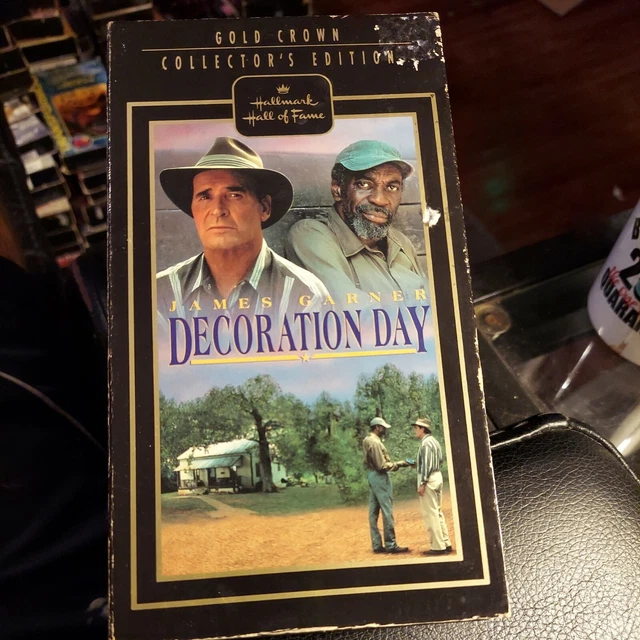 GOLD CROWN
COLLECTOR'S EDITION
Hallmark
Hall of Fame
JAMES GARNER
DECORATION DAY